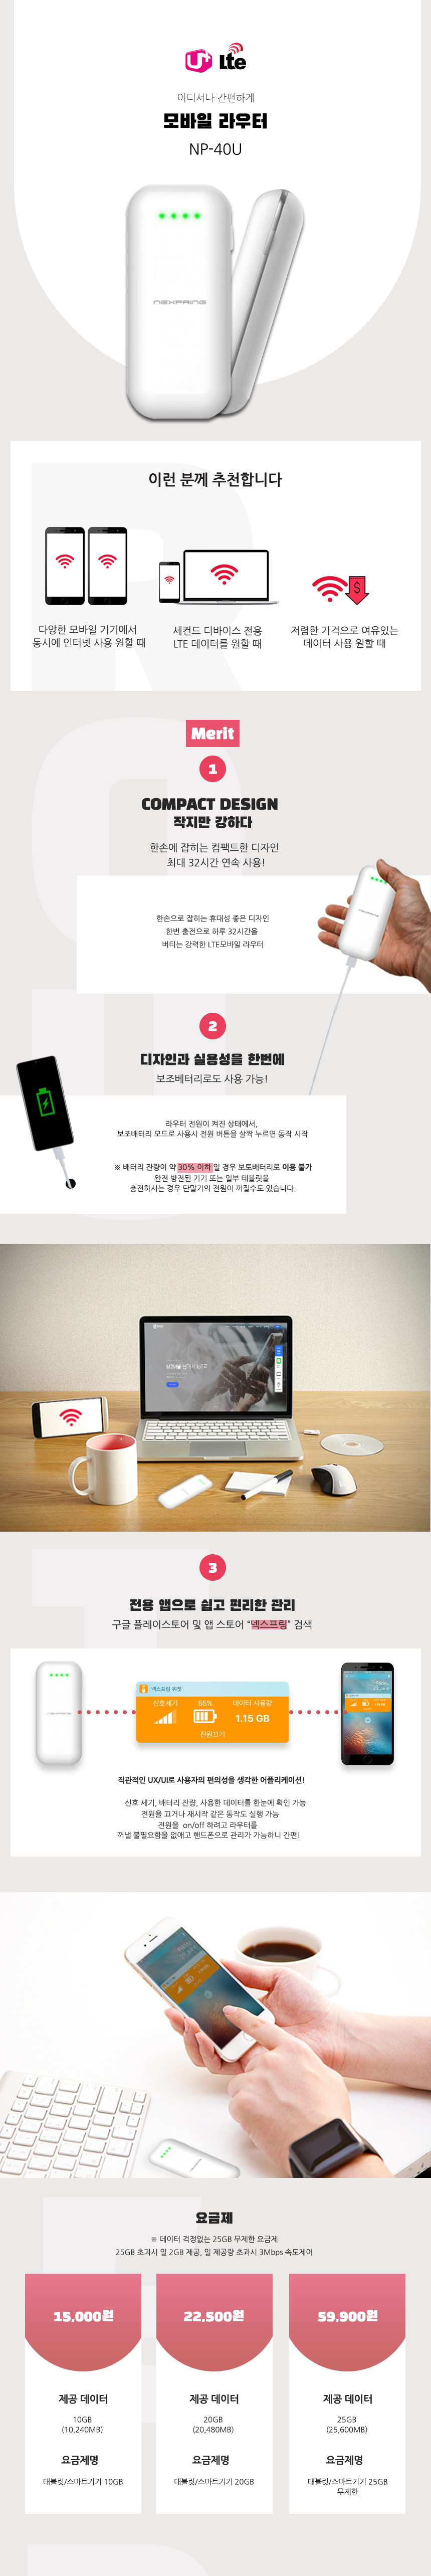 U+ Lte
어디서나 간편하게
모바일 라우터
NP-40U
NEXPRING
이런 분께 추천합니다
다양한 모바일 기기에서
동시에 인터넷 사용 원할 때
세컨드 디바이스 전용
LTE 데이터를 원할 때
$
저렴한 가격으로 여유있는
데이터 사용 원할 때
Merit
1
COMPACT DESIGN
작지만 강하다
한손에 잡히는 컴팩트한 디자인
최대 32시간 연속 사용!
한손으로 잡히는 휴대성 좋은 디자인
한번 충전으로 하루 32시간을
버티는 강력한 LTE모바일 라우터
NEXPRING
2
디자인과 실용성을 한번에
보조베터리로도 사용 가능!
라우터 전원이 켜진 상태에서,
보조배터리 모드로 사용시 전원 버튼을 살짝 누르면 동작 시작
※ 배터리 잔량이 약 30% 이하 일 경우 보토배터리로 이용 불가
완전 방전된 기기 또는 일부 태블릿을
충전하시는 경우 단말기의 전원이 꺼질수도 있습니다.
3
전용 앱으로 쉽고 편리한 관리
구글 플레이스토어 및 앱 스토어 “넥스프링” 검색
NEXPRING
넥스프링 위젯
신호세기 65% 데이터 사용량
1.15 GB
전원끄기
직관적인 UX/UI로 사용자의 편의성을 생각한 어플리케이션!
신호 세기, 배터리 잔량, 사용한 데이터를 한눈에 확인 가능
전원을 끄거나 재시작 같은 동작도 실행 가능
전원을 on/off 하려고 라우터를
꺼낼 불필요함을 없애고 핸드폰으로 관리가 가능하니 간편!
요금제
※ 데이터 걱정없는 25GB 무제한 요금제
25GB 초과시 일 2GB 제공, 일 제공량 초과시 3Mbps 속도제어
15,000원
제공 데이터
10GB
(10,240MB)
요금제명
태블릿/스마트기기 10GB
22,500원
제공 데이터
20GB
(20,480MB)
요금제명
태블릿/스마트기기 20GB
59,900원
제공 데이터
25GB
(25,600MB)
요금제명
태블릿/스마트기기 25GB
무제한